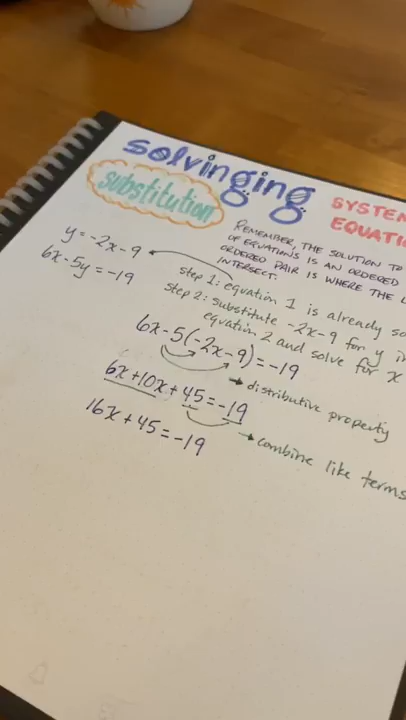 solvinging
substitution
SYSTEM
EQUATIO
REMEMBER, THE SOLUTION TO
OF EQUATIONS IS AN ORDERED
ORDERED PAIR IS WHERE THE L
INTERSECT.
y = -2x - 9
6x - 5y = -19
Step 1: equation 1 is already so
Step 2: substitute -2x-9 for y i
equation 2 and solve for x
6x - 5(-2x - 9) = -19
distributive property
6x + 10x + 45 = -19
combine like terms
16x + 45 = -19